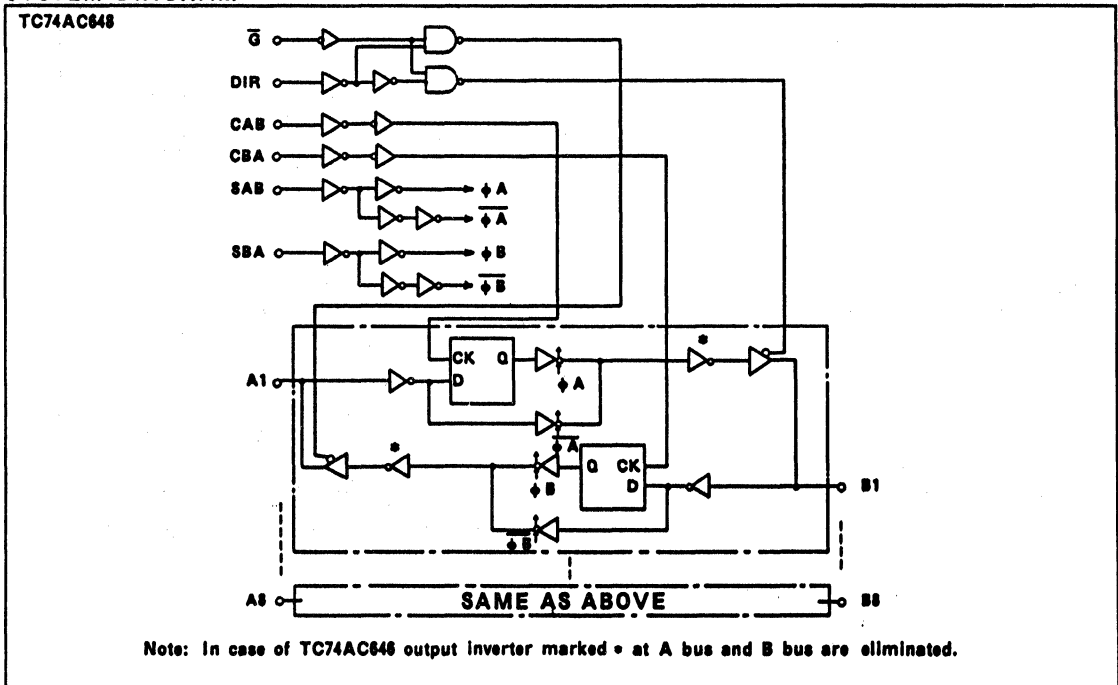 TC74AC648
G
DIR
CAB
CBA
SAB
SBA
ϕA
ϕA
ϕB
ϕB
CK Q
D
A1
ϕA
*
ϕA
*
ϕB
Q CK
D
B1
ϕB
A8
SAME AS ABOVE
B8
Note: In case of TC74AC646 output inverter marked * at A bus and B bus are eliminated.